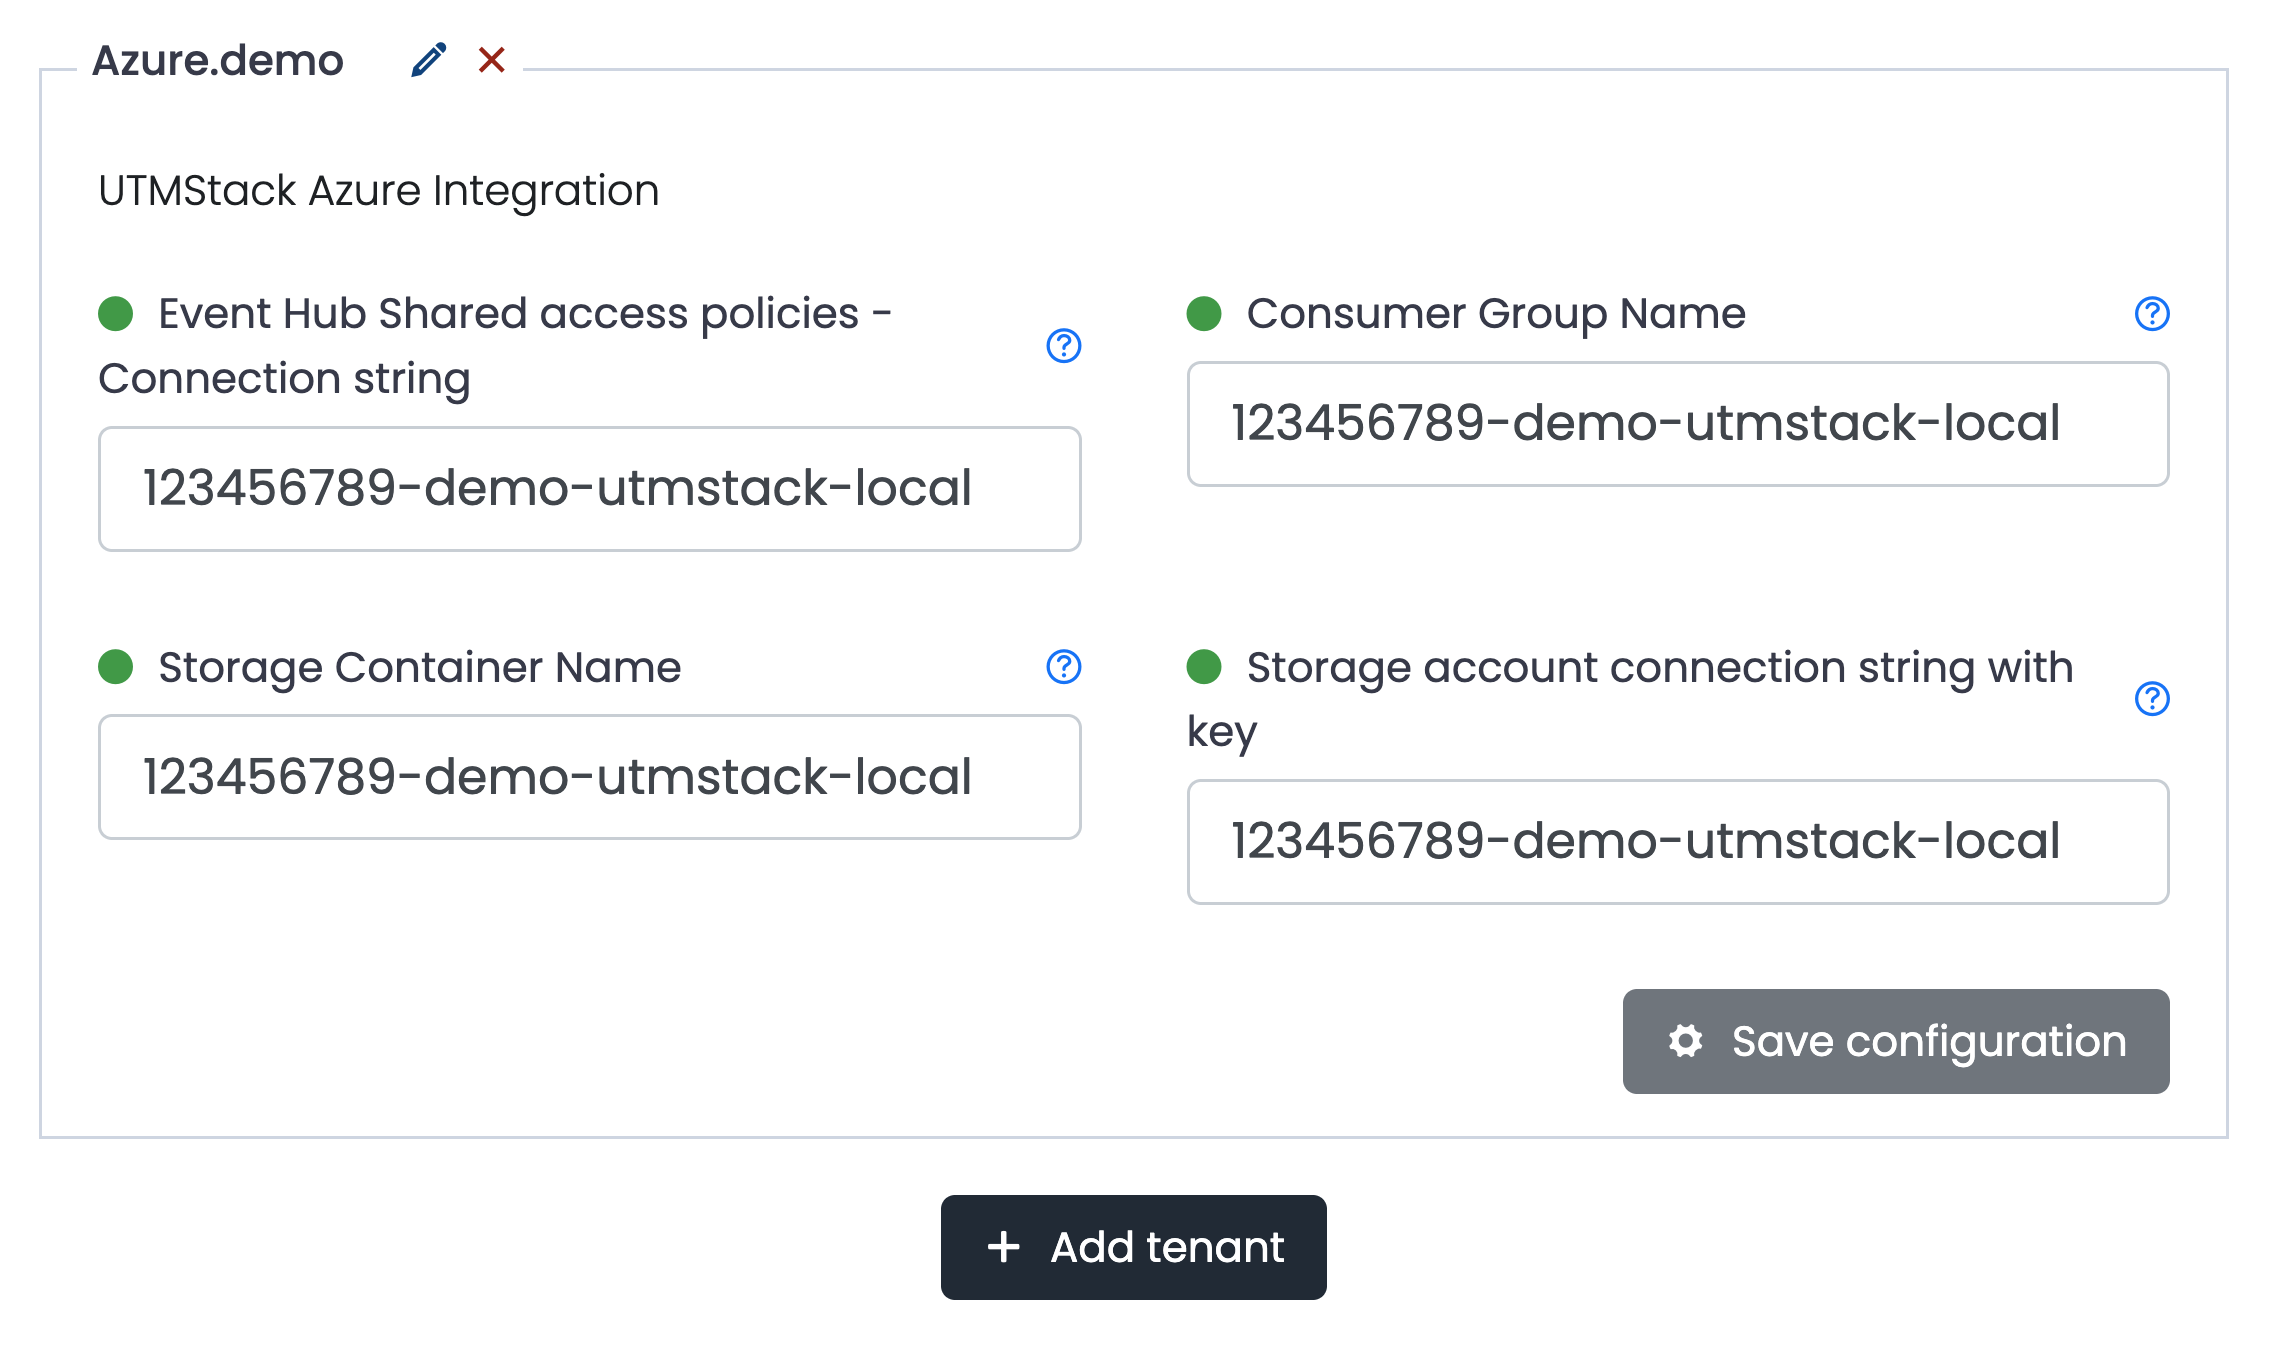 Azure.demo
UTMStack Azure Integration
Event Hub Shared access policies -
Connection string
123456789-demo-utmstack-local
Consumer Group Name
123456789-demo-utmstack-local
Storage Container Name
123456789-demo-utmstack-local
Storage account connection string with
key
123456789-demo-utmstack-local
Save configuration
Add tenant